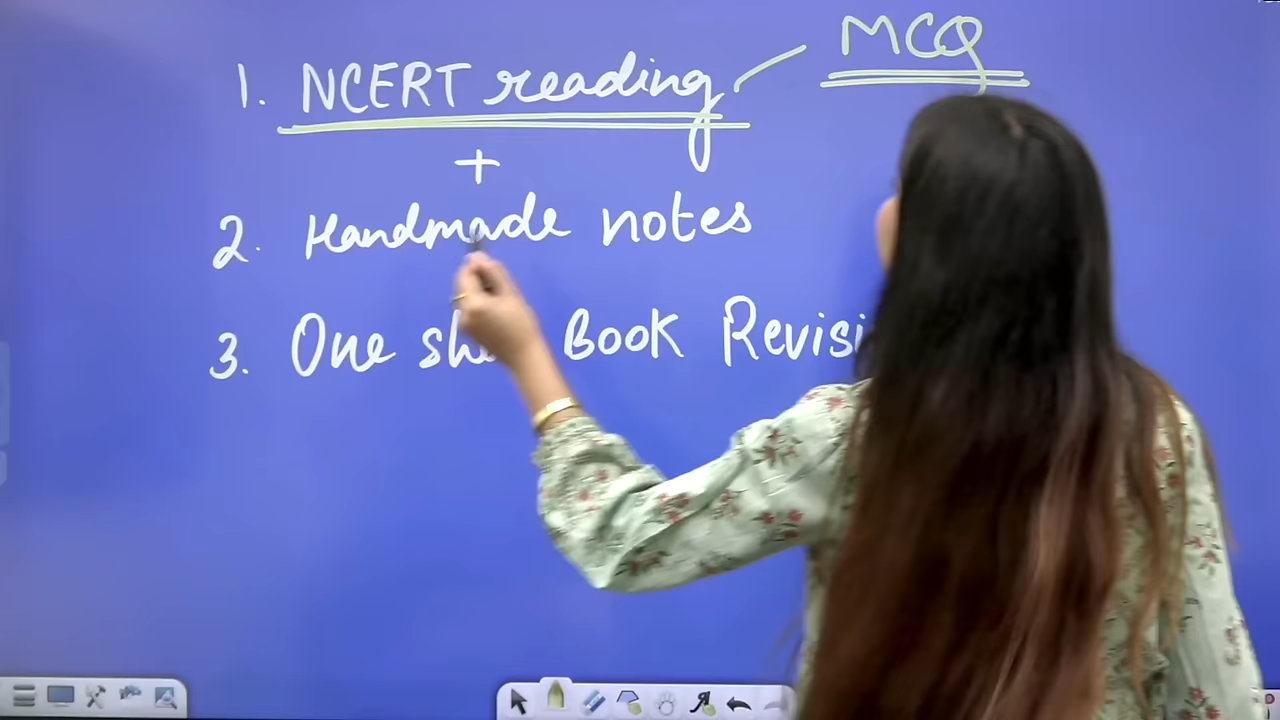 1. NCERT reading MCQ
+
2. Handmade notes
3. One Book